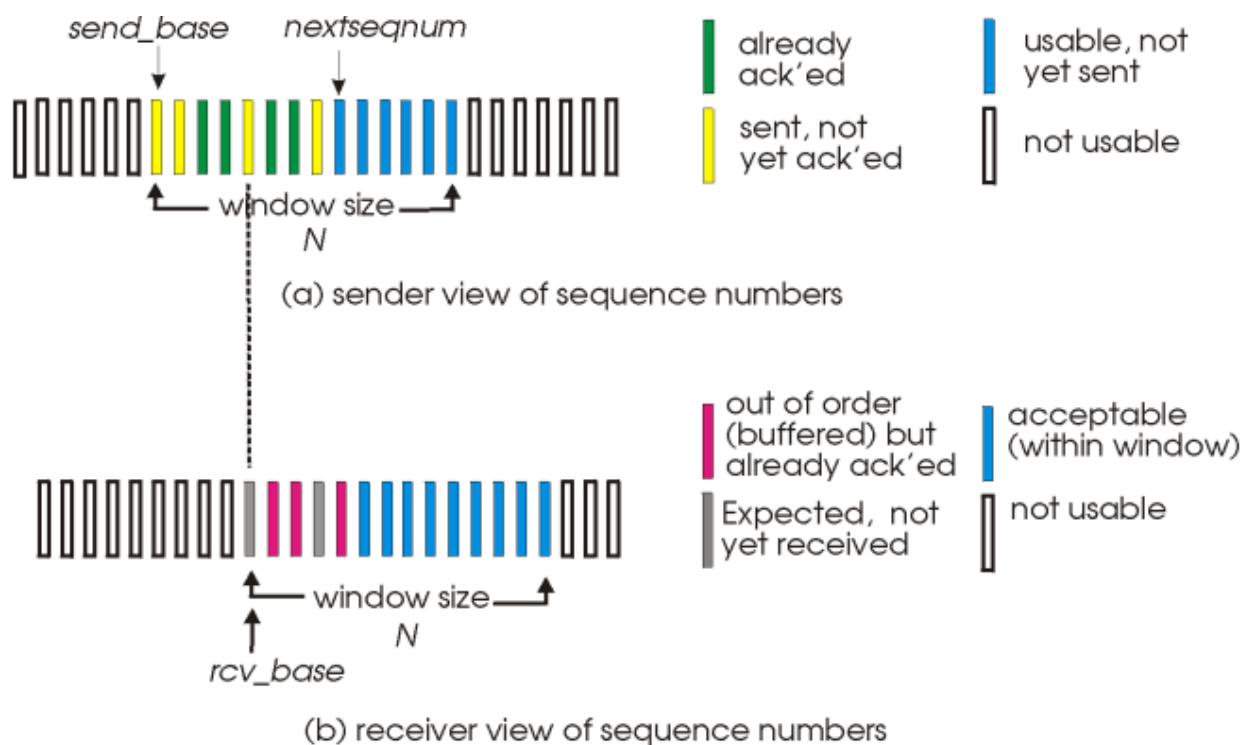 send_base
nextseqnum
already
ack'ed
usable, not
yet sent
sent, not
yet ack'ed
not usable
window size
N
(a) sender view of sequence numbers
out of order
(buffered) but
already ack'ed
acceptable
(within window)
Expected, not
yet received
not usable
window size
N
rcv_base
(b) receiver view of sequence numbers